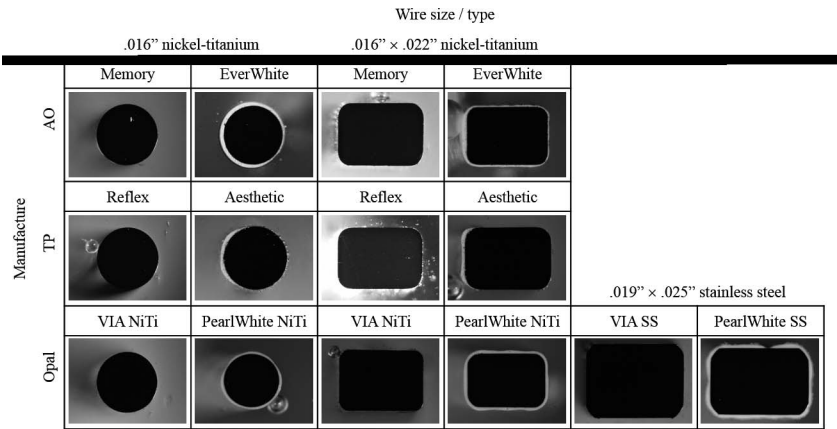 Wire size / type
.016” nickel-titanium .016” × .022” nickel-titanium
Memory EverWhite Memory EverWhite
AO
Reflex Aesthetic Reflex Aesthetic
Manufacture
TP
.019” × .025” stainless steel
VIA NiTi PearlWhite NiTi VIA NiTi PearlWhite NiTi VIA SS PearlWhite SS
Opal